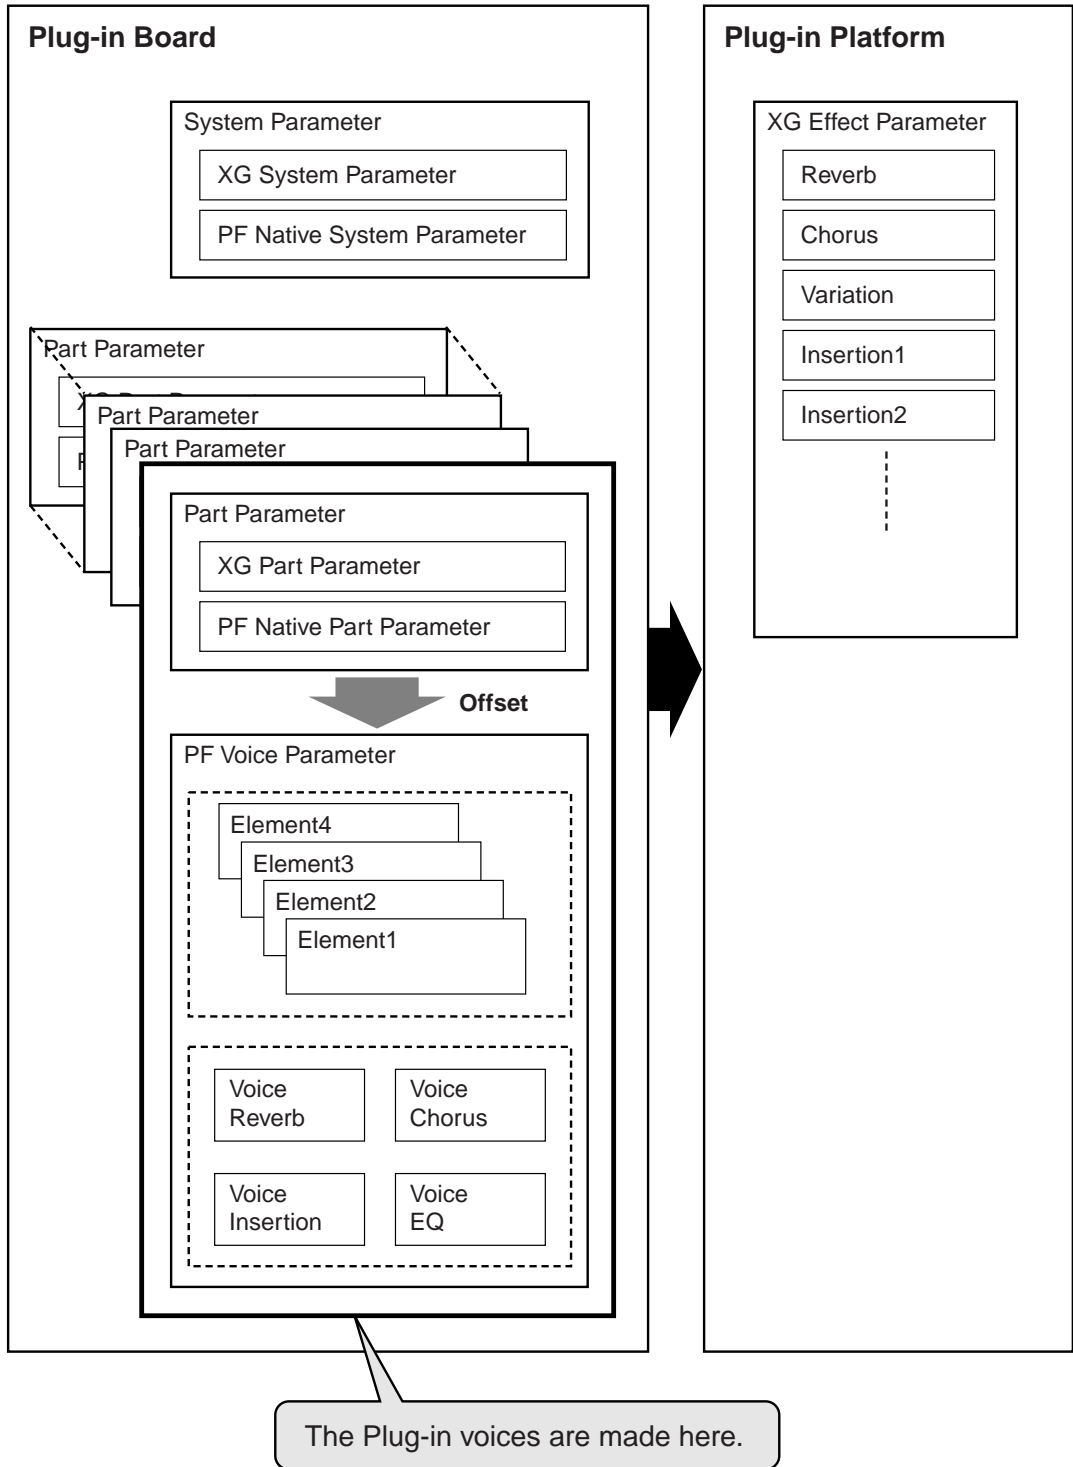 Plug-in Board
System Parameter
XG System Parameter
PF Native System Parameter
Part Parameter
Part Parameter
Part Parameter
Part Parameter
XG Part Parameter
PF Native Part Parameter
Offset
PF Voice Parameter
Element4
Element3
Element2
Element1
Voice
Reverb
Voice
Chorus
Voice
Insertion
Voice
EQ
The Plug-in voices are made here.
Plug-in Platform
XG Effect Parameter
Reverb
Chorus
Variation
Insertion1
Insertion2